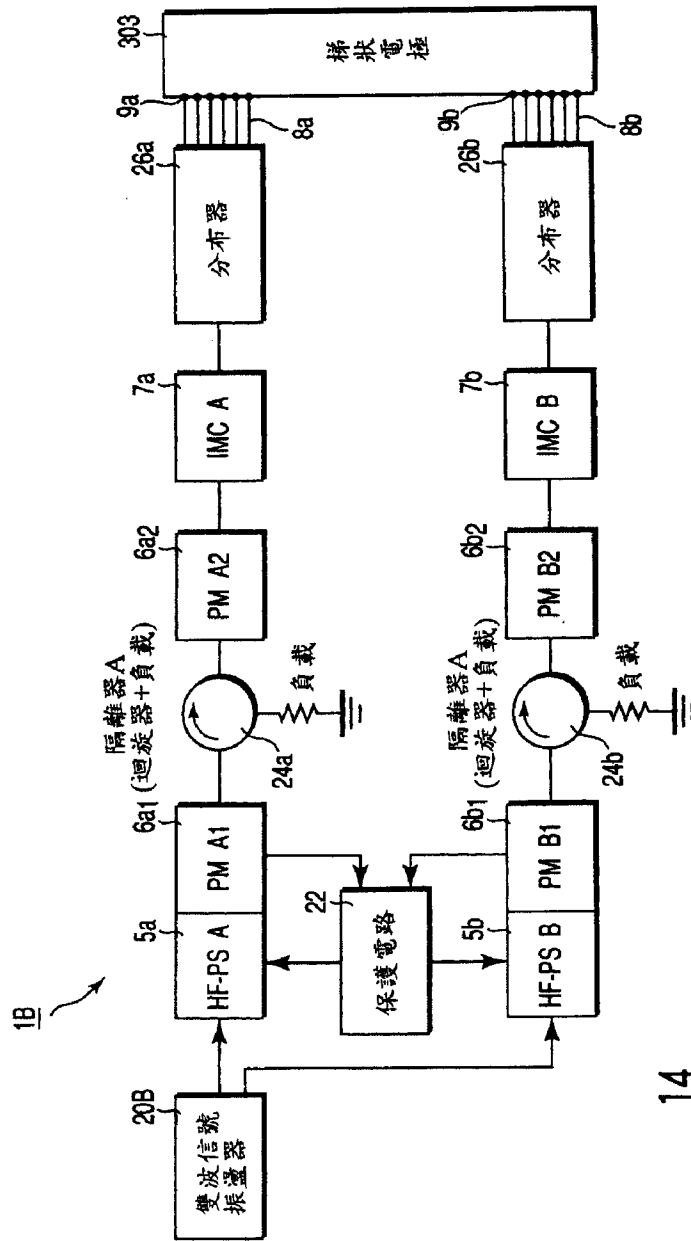 1B
20B
雙波信號
振盪器
5a
HF-PS A
6a1
PM A1
隔離器A
(迴旋器+負載)
24a
負載
6a2
PM A2
7a
IMC A
26a
分布器
9a
8a
303
梯狀電極
22
保護電路
5b
HF-PS B
6b1
PM B1
隔離器A
(迴旋器+負載)
24b
負載
6b2
PM B2
7b
IMC B
26b
分布器
9b
8b
14